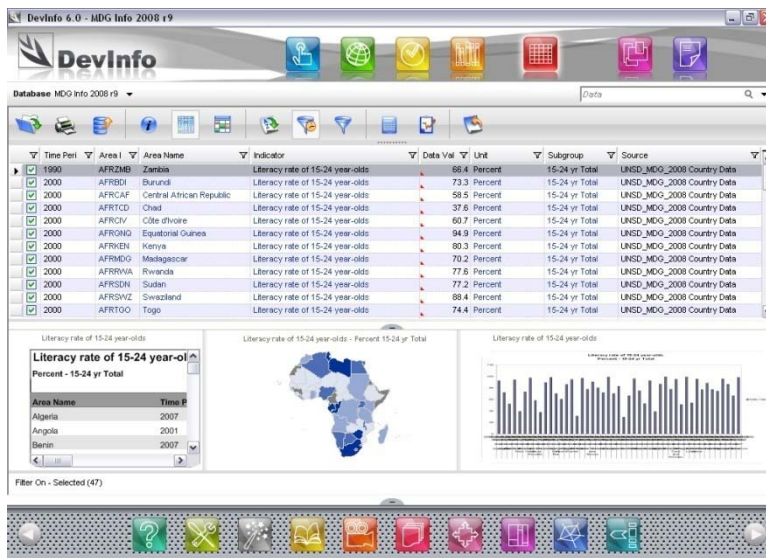 DevInfo 6.0 - MDG Info 2008 r9
DevInfo
Database MDG Info 2008 r9
Data
Time Peri Area I Area Name Indicator Data Val Unit Subgroup Source
1990 AFRZMB Zambia Literacy rate of 15-24 year-olds 66.4 Percent 15-24 yr Total UNSD_MDG_2008 Country Data
2000 AFRBDI Burundi Literacy rate of 15-24 year-olds 73.3 Percent 15-24 yr Total UNSD_MDG_2008 Country Data
2000 AFRCAF Central African Republic Literacy rate of 15-24 year-olds 58.5 Percent 15-24 yr Total UNSD_MDG_2008 Country Data
2000 AFRTCD Chad Literacy rate of 15-24 year-olds 37.6 Percent 15-24 yr Total UNSD_MDG_2008 Country Data
2000 AFRCIV Côte d'Ivoire Literacy rate of 15-24 year-olds 60.7 Percent 15-24 yr Total UNSD_MDG_2008 Country Data
2000 AFRGNQ Equatorial Guinea Literacy rate of 15-24 year-olds 94.9 Percent 15-24 yr Total UNSD_MDG_2008 Country Data
2000 AFRKEN Kenya Literacy rate of 15-24 year-olds 80.3 Percent 15-24 yr Total UNSD_MDG_2008 Country Data
2000 AFRMDG Madagascar Literacy rate of 15-24 year-olds 70.2 Percent 15-24 yr Total UNSD_MDG_2008 Country Data
2000 AFRRWA Rwanda Literacy rate of 15-24 year-olds 77.6 Percent 15-24 yr Total UNSD_MDG_2008 Country Data
2000 AFRSDN Sudan Literacy rate of 15-24 year-olds 77.2 Percent 15-24 yr Total UNSD_MDG_2008 Country Data
2000 AFRSWZ Swaziland Literacy rate of 15-24 year-olds 88.4 Percent 15-24 yr Total UNSD_MDG_2008 Country Data
2000 AFRTGO Togo Literacy rate of 15-24 year-olds 74.4 Percent 15-24 yr Total UNSD_MDG_2008 Country Data
Literacy rate of 15-24 year-olds
Literacy rate of 15-24 year-ol
Percent - 15-24 yr Total
Area Name Time P
Algeria 2007
Angola 2001
Benin 2007
Literacy rate of 15-24 year-olds - Percent 15-24 yr Total
Literacy rate of 15-24 year-olds
Literacy rate of 15-24 year-olds
Percent - 15-24 yr Total
Filter On - Selected (47)